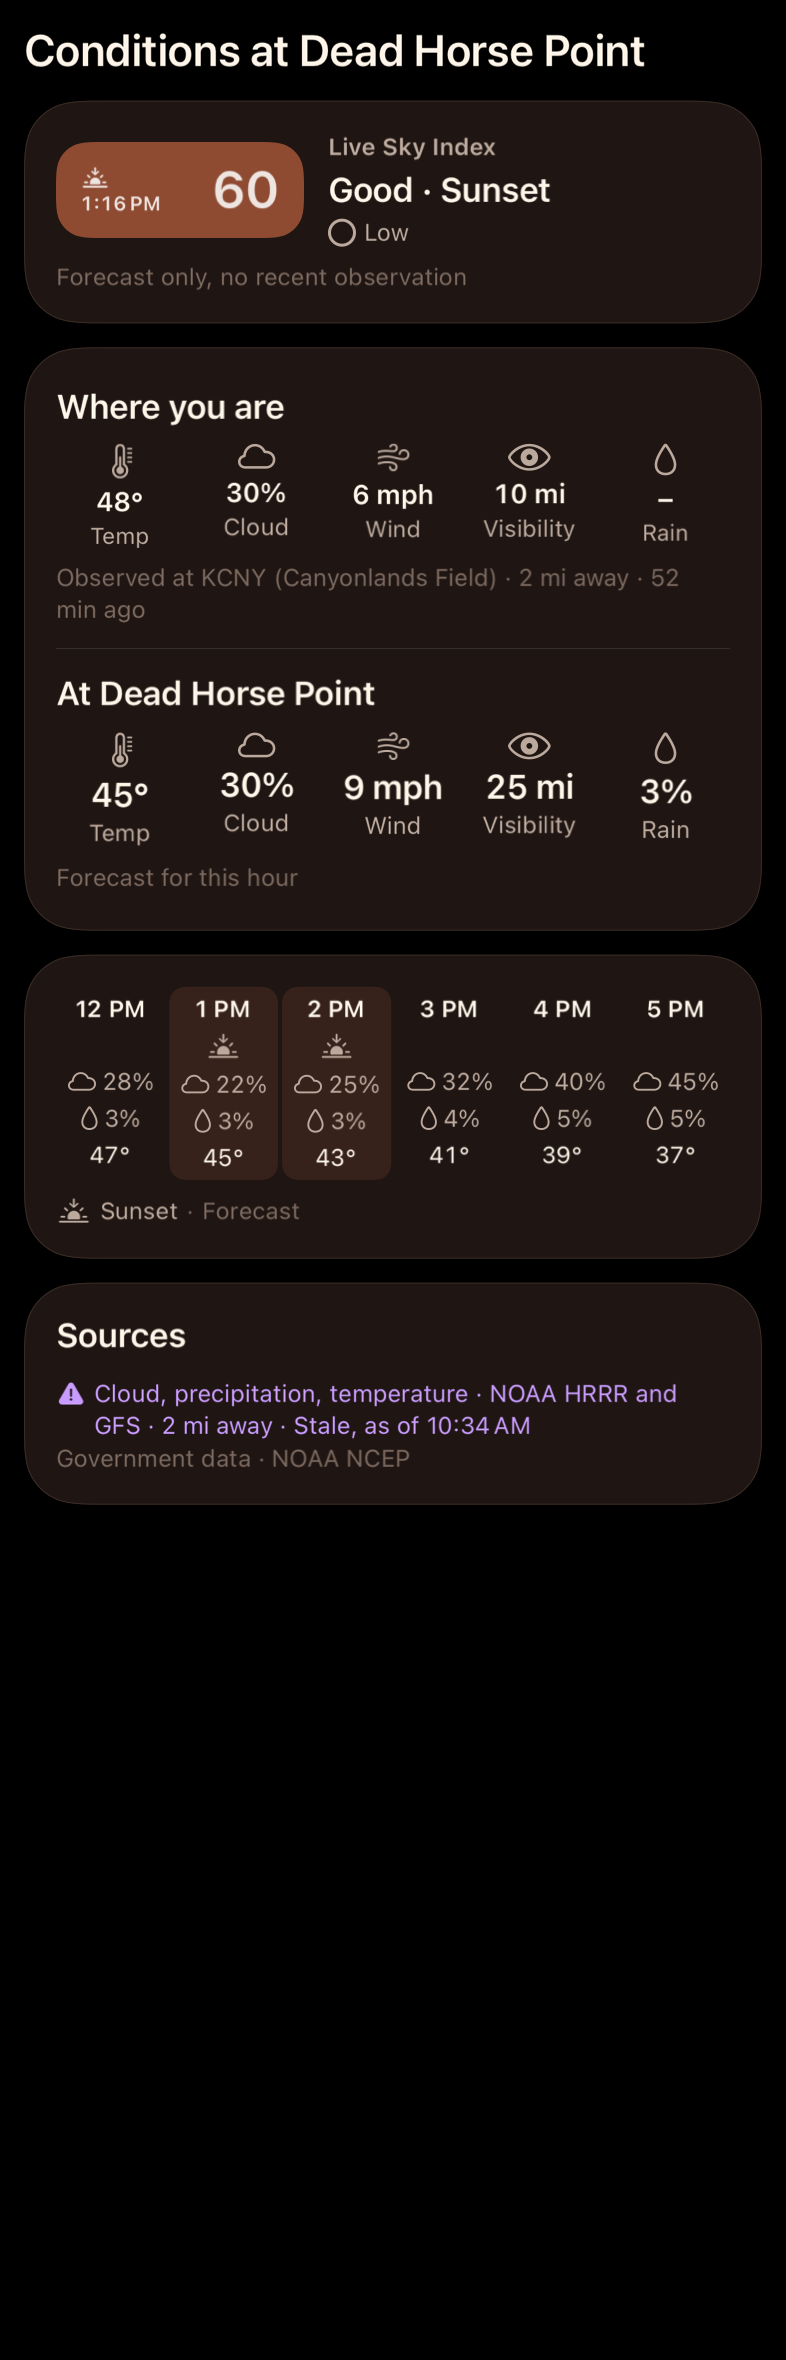 Conditions at Dead Horse Point
1:16 PM
60
Live Sky Index
Good · Sunset
Low
Forecast only, no recent observation
Where you are
48° 30% 6 mph 10 mi –
Temp Cloud Wind Visibility Rain
Observed at KCNY (Canyonlands Field) · 2 mi away · 52
min ago
At Dead Horse Point
45° 30% 9 mph 25 mi 3%
Temp Cloud Wind Visibility Rain
Forecast for this hour
12 PM 1 PM 2 PM 3 PM 4 PM 5 PM
28% 22% 25% 32% 40% 45%
3% 3% 3% 4% 5% 5%
47° 45° 43° 41° 39° 37°
Sunset · Forecast
Sources
Cloud, precipitation, temperature · NOAA HRRR and
GFS · 2 mi away · Stale, as of 10:34 AM
Government data · NOAA NCEP